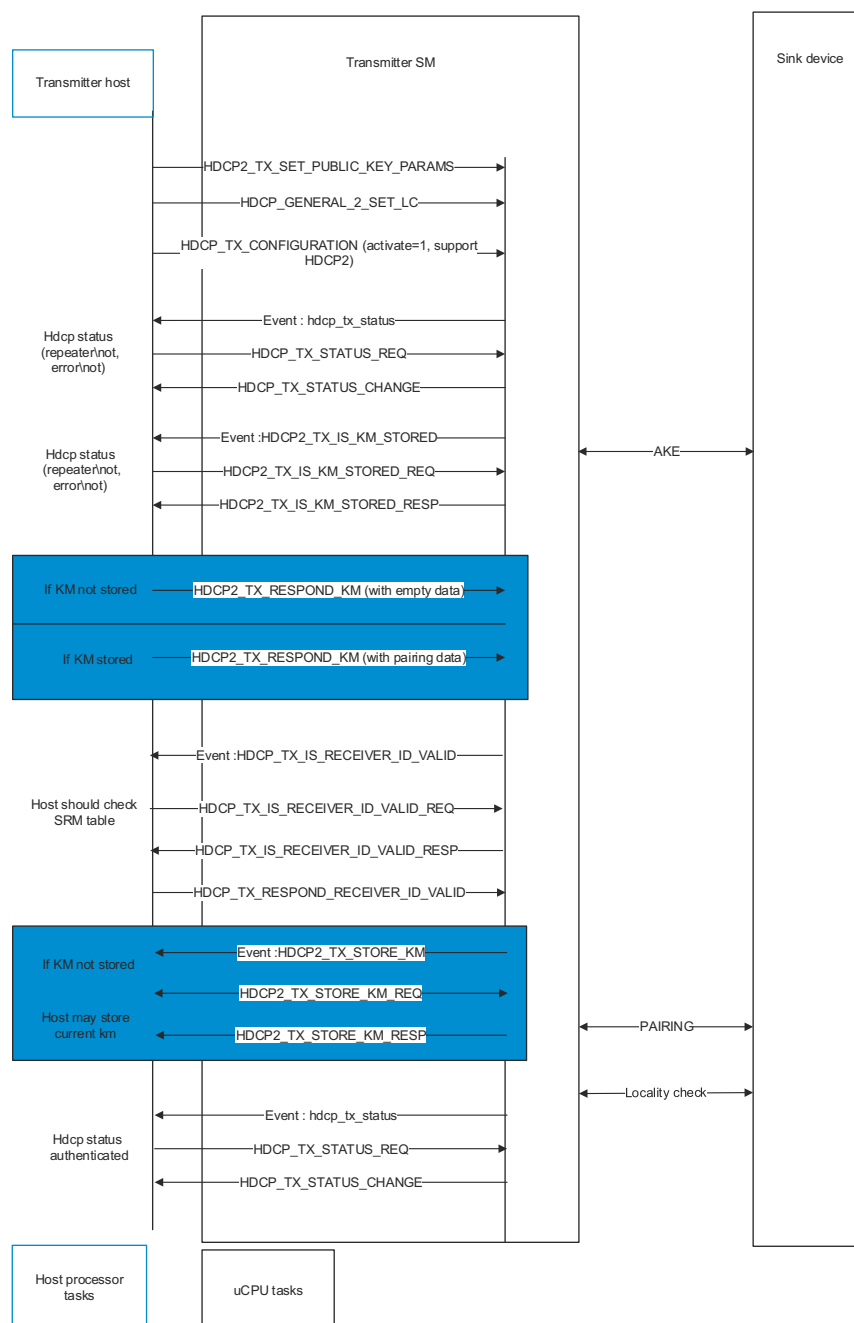 Transmitter SM
Sink device
Transmitter host
HDCP2_TX_SET_PUBLIC_KEY_PARAMS
HDCP_GENERAL_2_SET_LC
HDCP_TX_CONFIGURATION (activate=1, support
HDCP2)
Event : hdcp_tx_status
Hdcp status
(repeater\not,
error\not)
HDCP_TX_STATUS_REQ
HDCP_TX_STATUS_CHANGE
Event :HDCP2_TX_IS_KM_STORED
AKE
Hdcp status
(repeater\not,
error\not)
HDCP2_TX_IS_KM_STORED_REQ
HDCP2_TX_IS_KM_STORED_RESP
If KM not stored
HDCP2_TX_RESPOND_KM (with empty data)
If KM stored
HDCP2_TX_RESPOND_KM (with pairing data)
Event :HDCP_TX_IS_RECEIVER_ID_VALID
Host should check
SRM table
HDCP_TX_IS_RECEIVER_ID_VALID_REQ
HDCP_TX_IS_RECEIVER_ID_VALID_RESP
HDCP_TX_RESPOND_RECEIVER_ID_VALID
Event :HDCP2_TX_STORE_KM
If KM not stored
HDCP2_TX_STORE_KM_REQ
Host may store
current km
HDCP2_TX_STORE_KM_RESP
PAIRING
Locality check
Event : hdcp_tx_status
Hdcp status
authenticated
HDCP_TX_STATUS_REQ
HDCP_TX_STATUS_CHANGE
Host processor
tasks
uCPU tasks